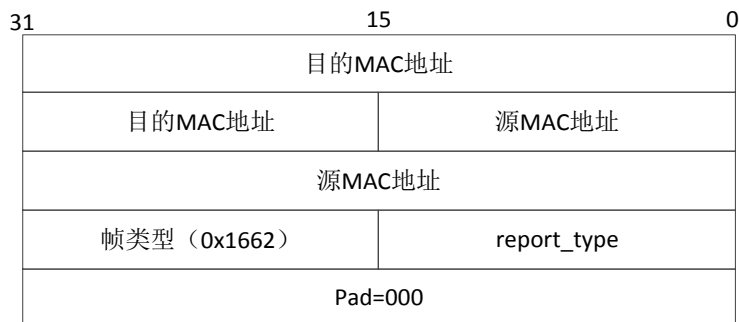 31 15 0
目的MAC地址
目的MAC地址 源MAC地址
源MAC地址
帧类型（0x1662） report_type
Pad=000